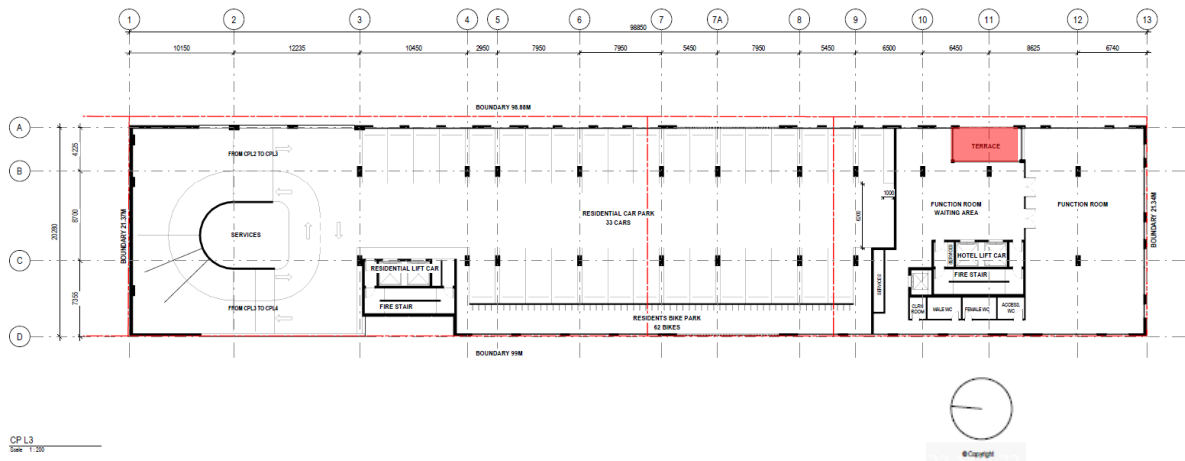 1 2 3 4 5 6 7 7A 8 9 10 11 12 13
98850
10150 12235 10450 2950 7950 7950 5450 7950 5450 6500 6450 8625 6740
BOUNDARY 98.88M
A
B
C
D
4225
8700
7355
20280
FROM CPL2 TO CPL3
TERRACE
BOUNDARY 21.37M
SERVICES
RESIDENTIAL CAR PARK
33 CARS
1000
FUNCTION ROOM
WAITING AREA
FUNCTION ROOM
BOUNDARY 21.34M
RESIDENTIAL LIFT CAR
FIRE STAIR
SERVICES
SERVICES
HOTEL LIFT CAR
FIRE STAIR
FROM CPL3 TO CPL4
RESIDENTS BIKE PARK
62 BIKES
MALE WC
FEMALE WC
ACCESS.
WC
BOUNDARY 99M
CP L3
Scale 1 : 200
© Copyright